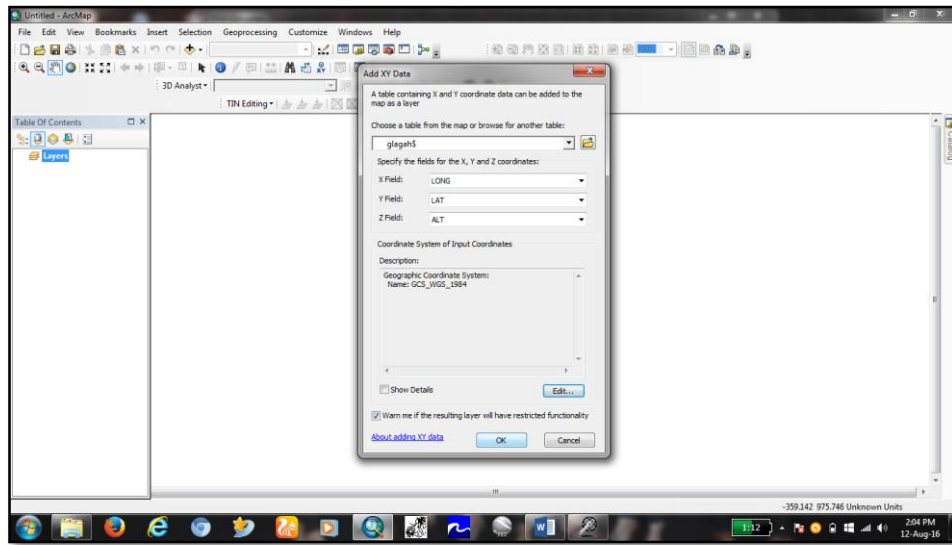 Untitled - ArcMap
File Edit View Bookmarks Insert Selection Geoprocessing Customize Windows Help
3D Analyst
TIN Editing
Table Of Contents
Layers
Catalog
Add XY Data
A table containing X and Y coordinate data can be added to the
map as a layer
Choose a table from the map or browse for another table:
glagah$
Specify the fields for the X, Y and Z coordinates:
X Field: LONG
Y Field: LAT
Z Field: ALT
Coordinate System of Input Coordinates
Description:
Geographic Coordinate System:
Name: GCS_WGS_1984
Show Details
Edit...
Warn me if the resulting layer will have restricted functionality
About adding XY data
OK
Cancel
-359.142 975.746 Unknown Units
1:12
2:04 PM
12-Aug-16